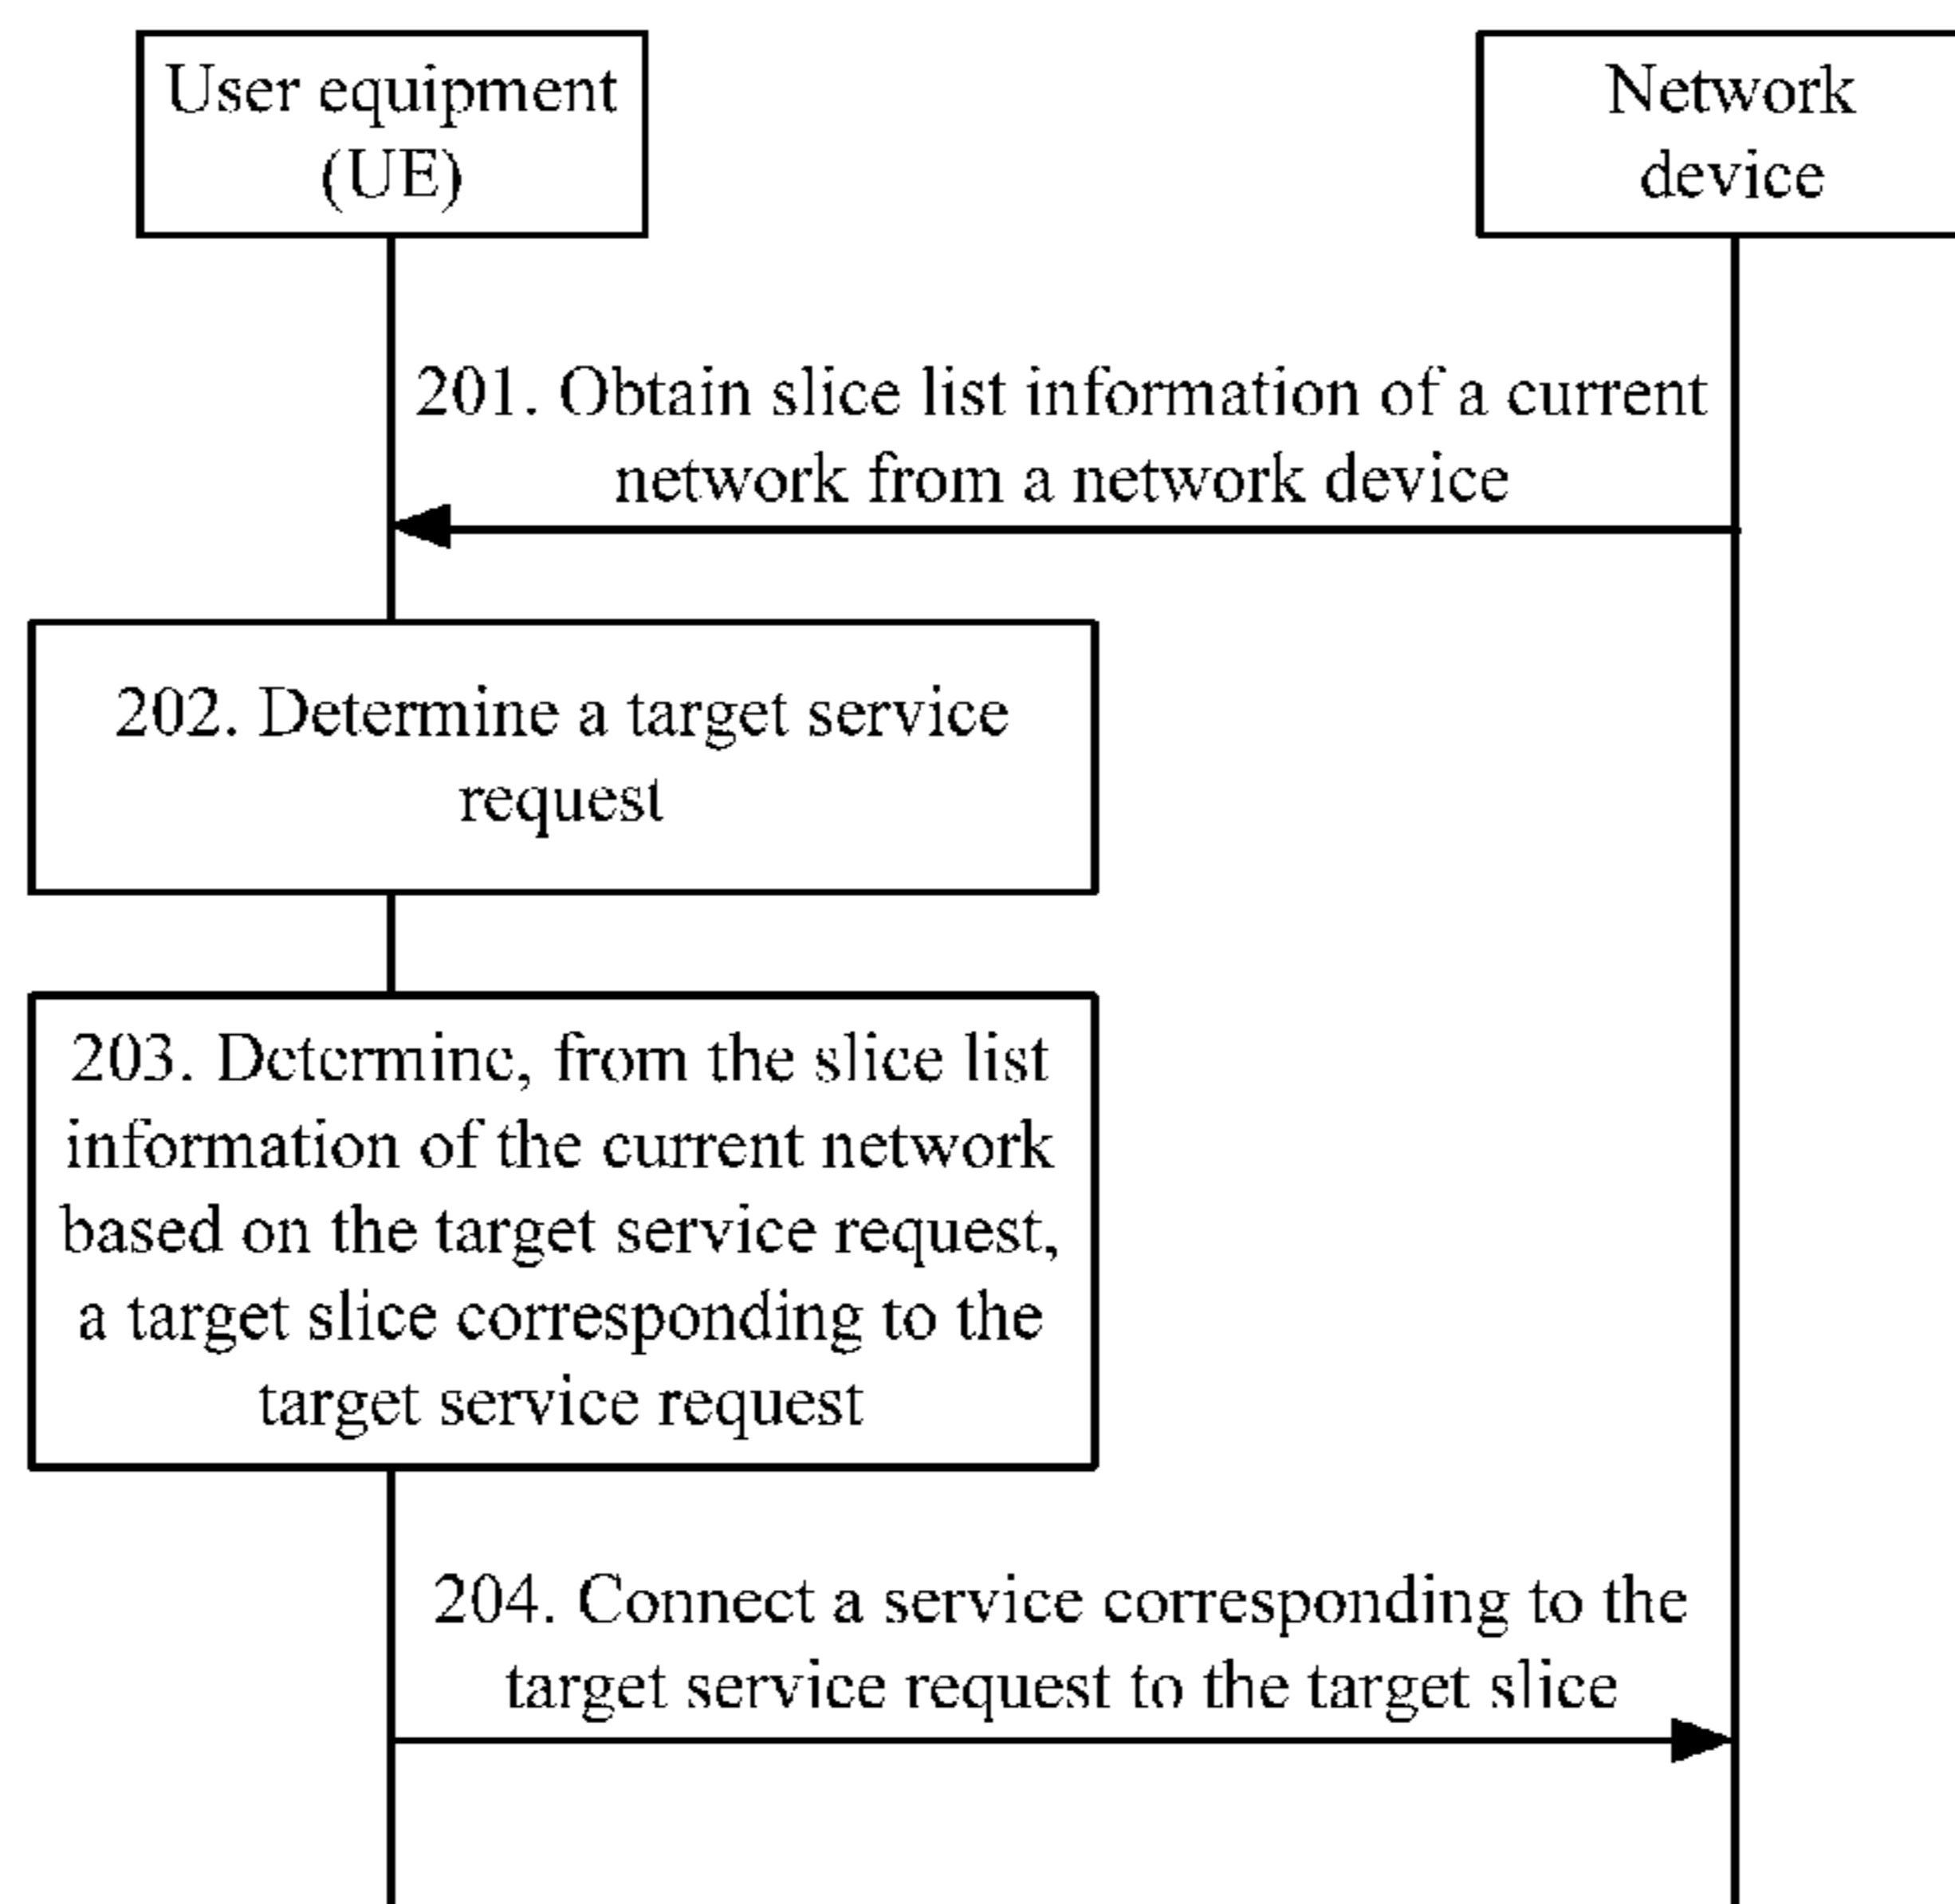 User equipment
(UE)
Network
device
201. Obtain slice list information of a current
network from a network device
202. Determine a target service
request
203. Determine, from the slice list
information of the current network
based on the target service request,
a target slice corresponding to the
target service request
204. Connect a service corresponding to the
target service request to the target slice